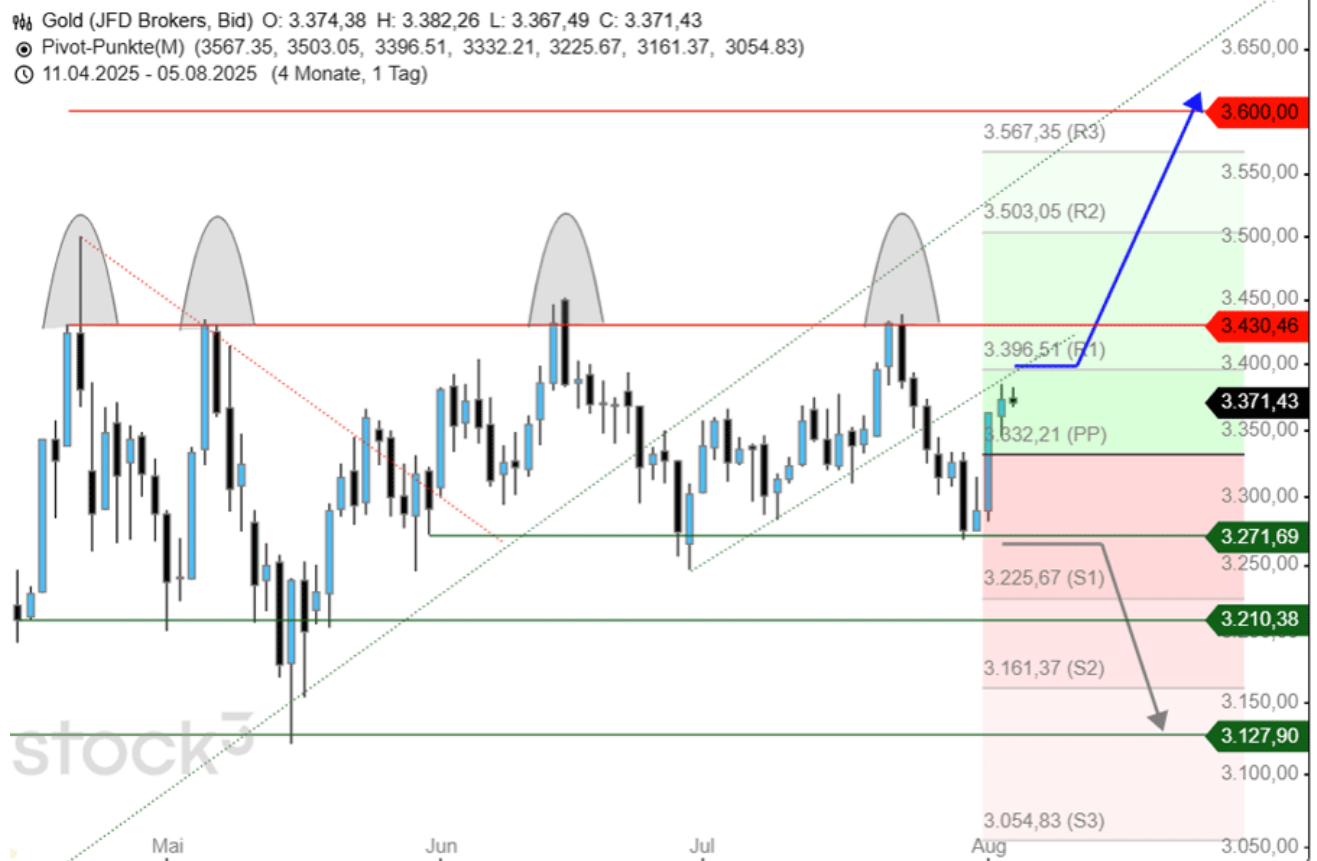 Gold (JFD Brokers, Bid) O: 3.374,38 H: 3.382,26 L: 3.367,49 C: 3.371,43
Pivot-Punkte(M) (3567.35, 3503.05, 3396.51, 3332.21, 3225.67, 3161.37, 3054.83)
11.04.2025 - 05.08.2025 (4 Monate, 1 Tag)
3.650,00
3.600,00
3.567,35 (R3)
3.550,00
3.503,05 (R2)
3.500,00
3.450,00
3.430,46
3.396,51 (R1)
3.400,00
3.371,43
3.332,21 (PP)
3.350,00
3.300,00
3.271,69
3.250,00
3.225,67 (S1)
3.210,38
3.161,37 (S2)
3.150,00
3.127,90
stock3
3.100,00
3.054,83 (S3)
3.050,00
Mai Jun Jul Aug